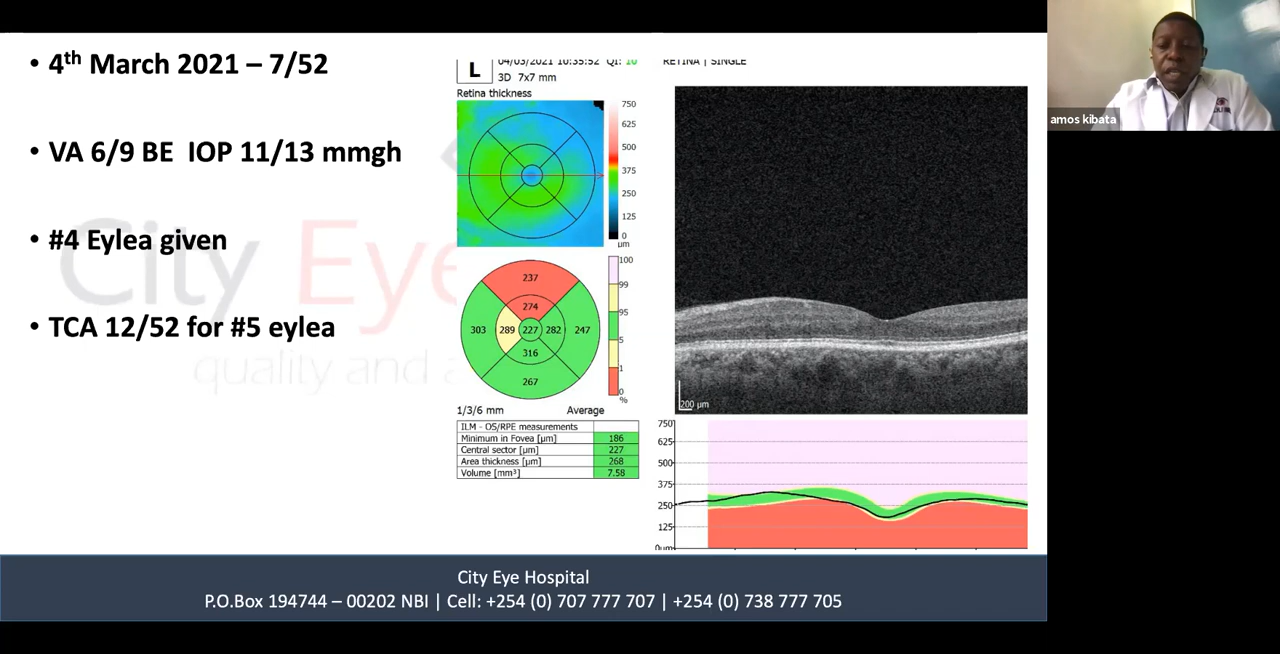 • 4th March 2021 – 7/52
• VA 6/9 BE IOP 11/13 mmgh
• #4 Eylea given
• TCA 12/52 for #5 eylea
City Eye
quality and a
L
04/03/2021 10:35:52 QI: 10
3D 7x7 mm
Retina thickness
750
625
500
375
250
125
0
µm
237
274
303 289 227 282 247
316
267
100
99
95
5
1
0
%
1/3/6 mm Average
ILM - OS/RPE measurements
Minimum in Fovea [µm] 186
Central sector [µm] 227
Area thickness [µm] 268
Volume [mm³] 7.58
RETINA | SINGLE
200 µm
750
625
500
375
250
125
0µm
amos kibata
City Eye Hospital
P.O.Box 194744 – 00202 NBI | Cell: +254 (0) 707 777 707 | +254 (0) 738 777 705